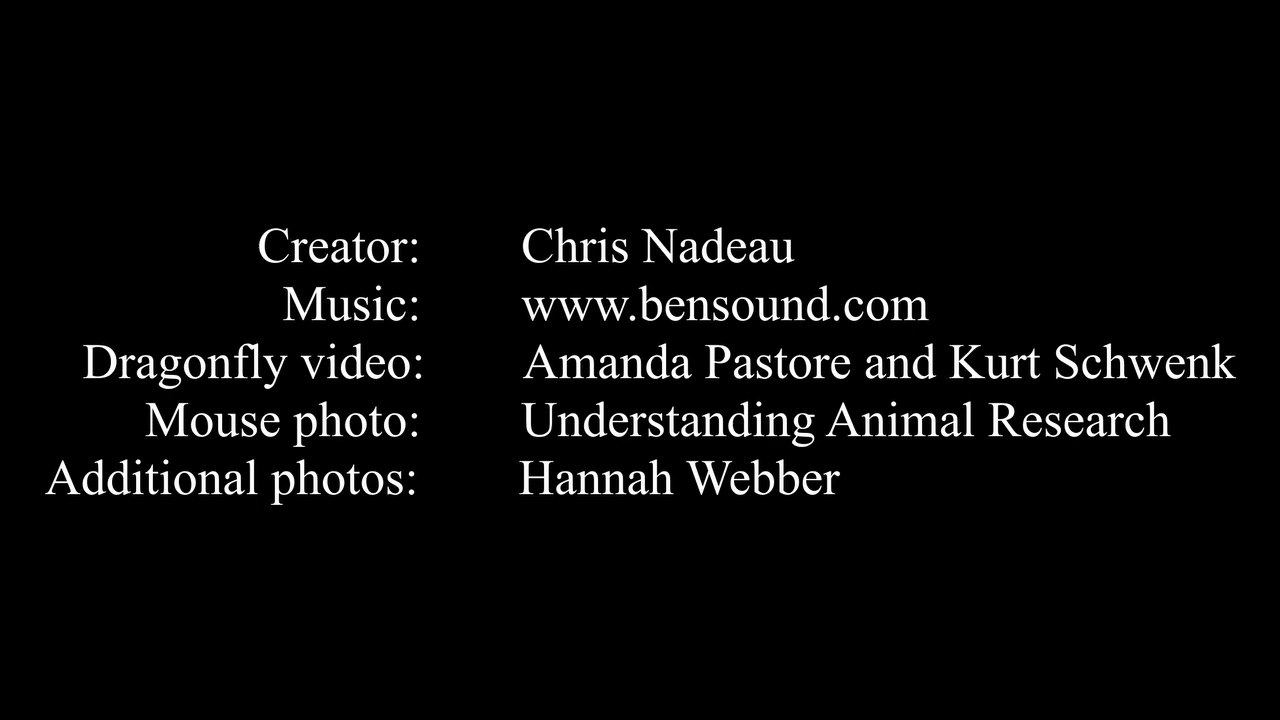 Creator: Chris Nadeau
Music: www.bensound.com
Dragonfly video: Amanda Pastore and Kurt Schwenk
Mouse photo: Understanding Animal Research
Additional photos: Hannah Webber